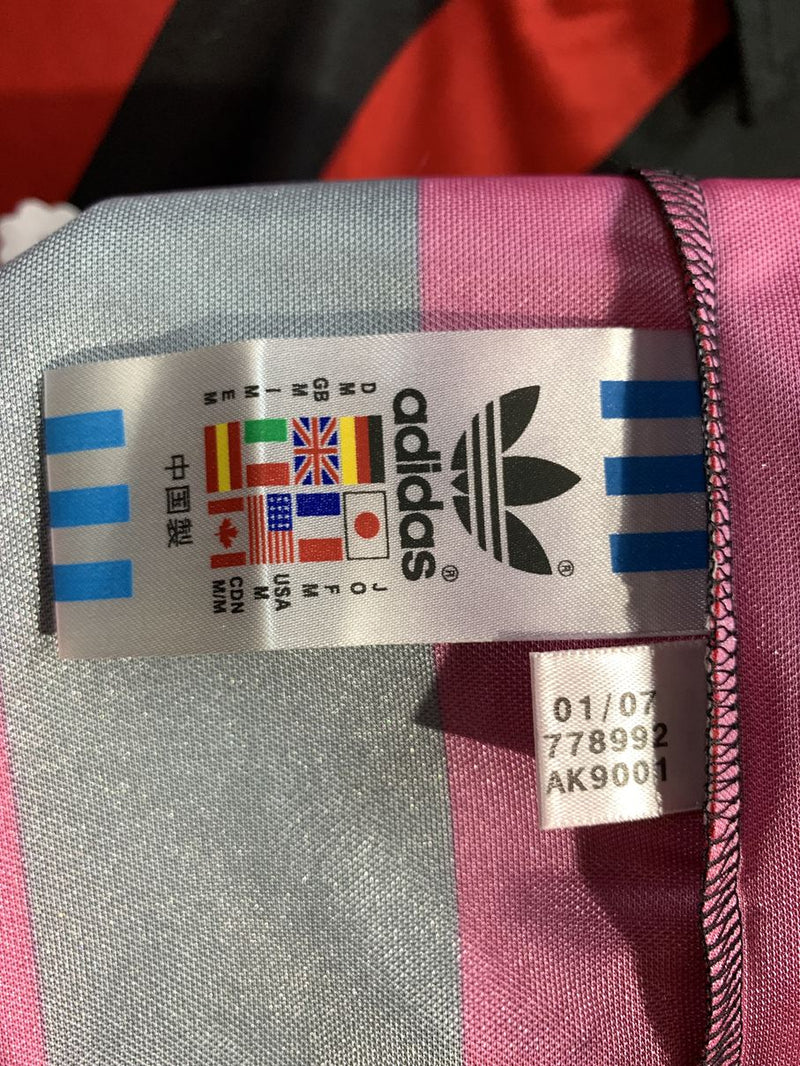 ®
adidas®
D J
M O
GB F
M M
I USA
M M
E CDN
M M/M
中国製
01/07
778992
AK9001